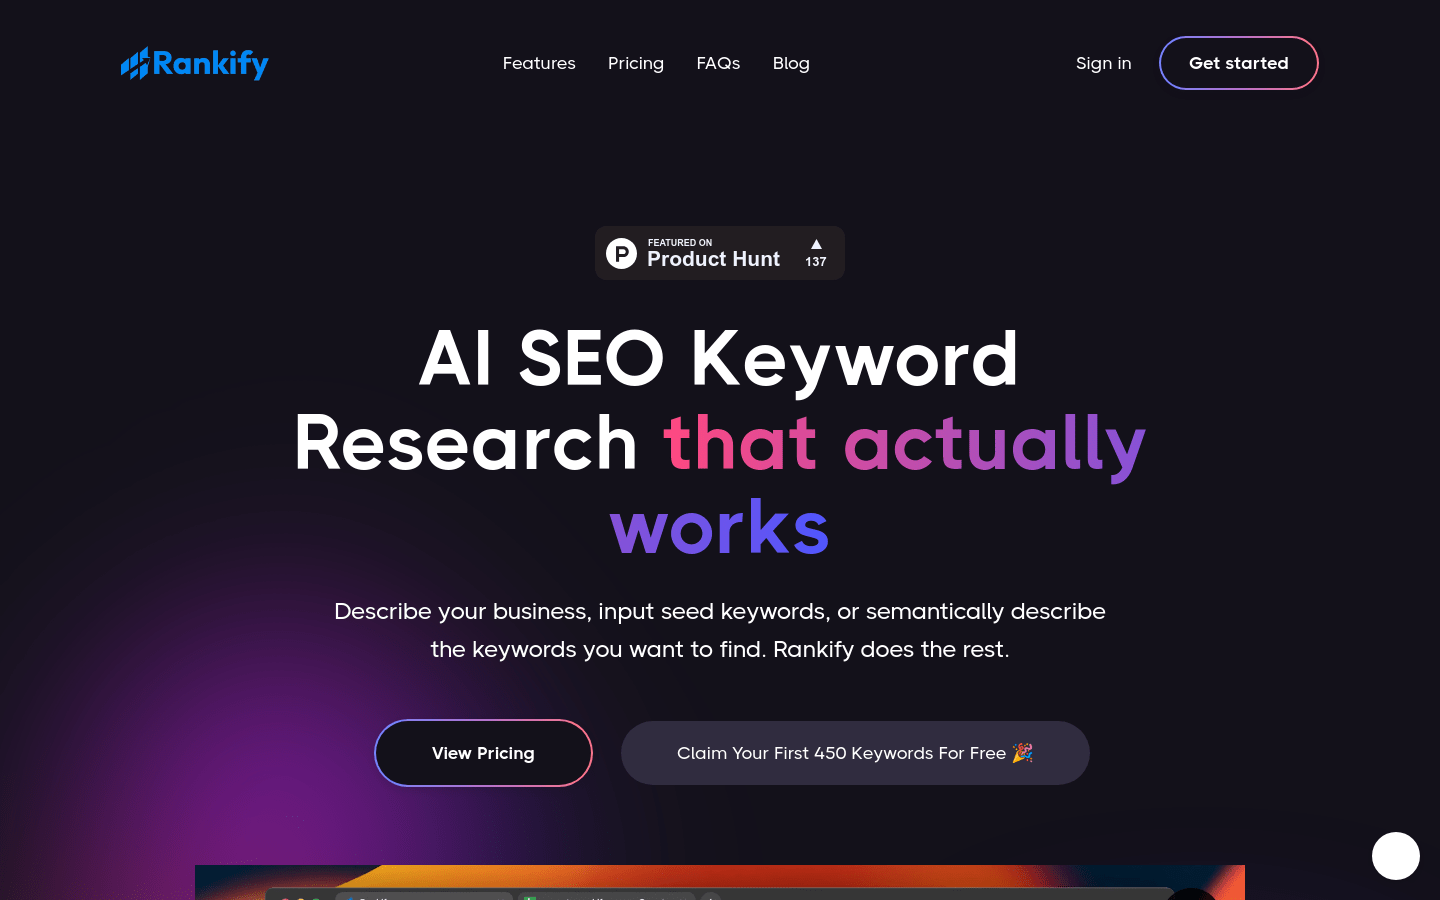 Rankify
Features
Pricing
FAQs
Blog
Sign in
Get started
P
FEATURED ON
Product Hunt
137
AI SEO Keyword
Research that actually
works
Describe your business, input seed keywords, or semantically describe
the keywords you want to find. Rankify does the rest.
View Pricing
Claim Your First 450 Keywords For Free 🎉